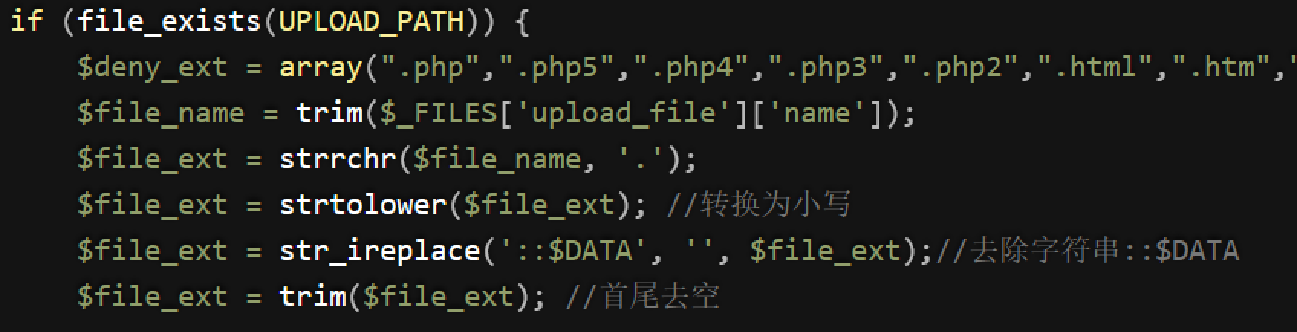 if (file_exists(UPLOAD_PATH)) {
$deny_ext = array(".php",".php5",".php4",".php3",".php2",".html",".htm","
$file_name = trim($_FILES['upload_file']['name']);
$file_ext = strrchr($file_name, '.');
$file_ext = strtolower($file_ext); //转换为小写
$file_ext = str_ireplace('::$DATA', '', $file_ext);//去除字符串::$DATA
$file_ext = trim($file_ext); //首尾去空